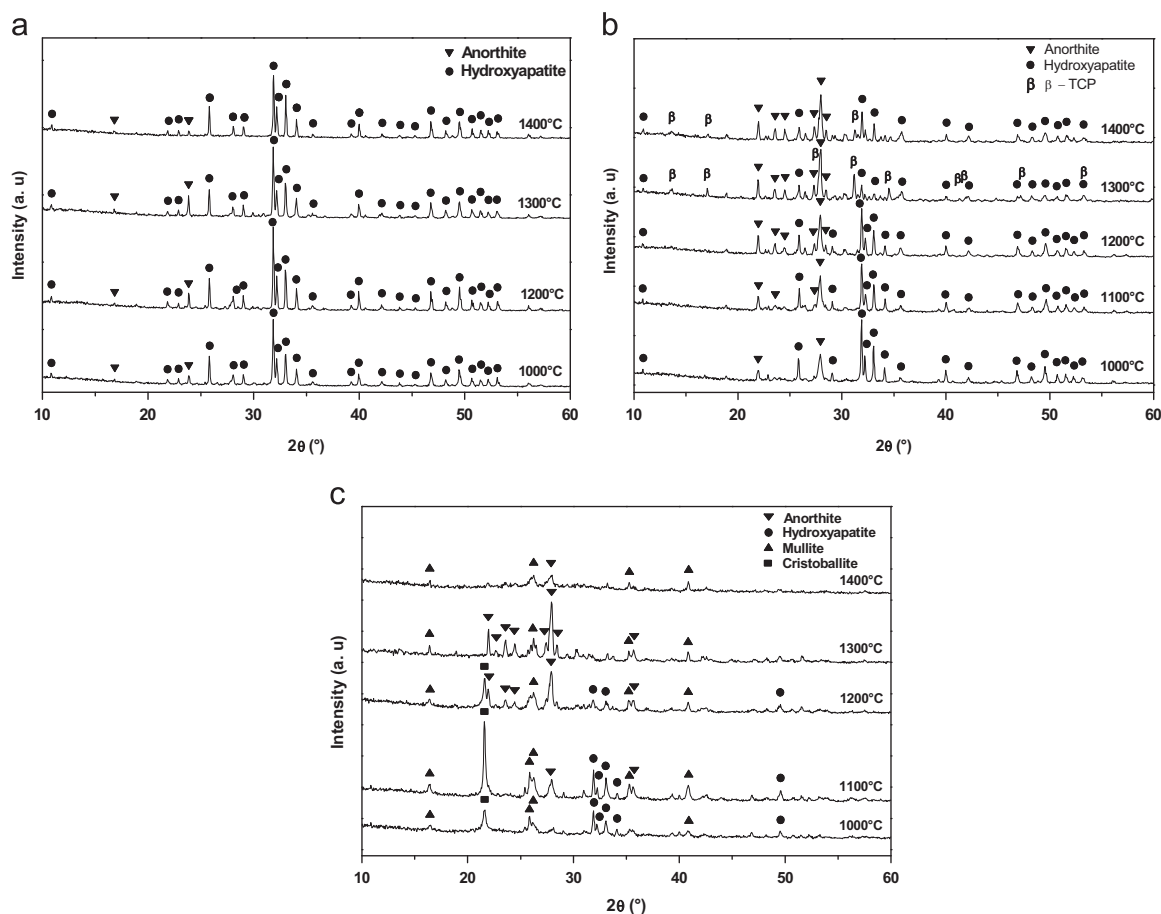 a
Anorthite
Hydroxyapatite
1400°C
1300°C
1200°C
1000°C
Intensity (a. u)
10 20 30 40 50 60
2θ (°)
b
Anorthite
Hydroxyapatite
β β – TCP
β β β
1400°C
β β β β β β β β β
1300°C
1200°C
1100°C
1000°C
Intensity (a. u)
10 20 30 40 50 60
2θ (°)
c
Anorthite
Hydroxyapatite
Mullite
Cristoballite
1400°C
1300°C
1200°C
1100°C
1000°C
Intensity (a. u)
10 20 30 40 50 60
2θ (°)